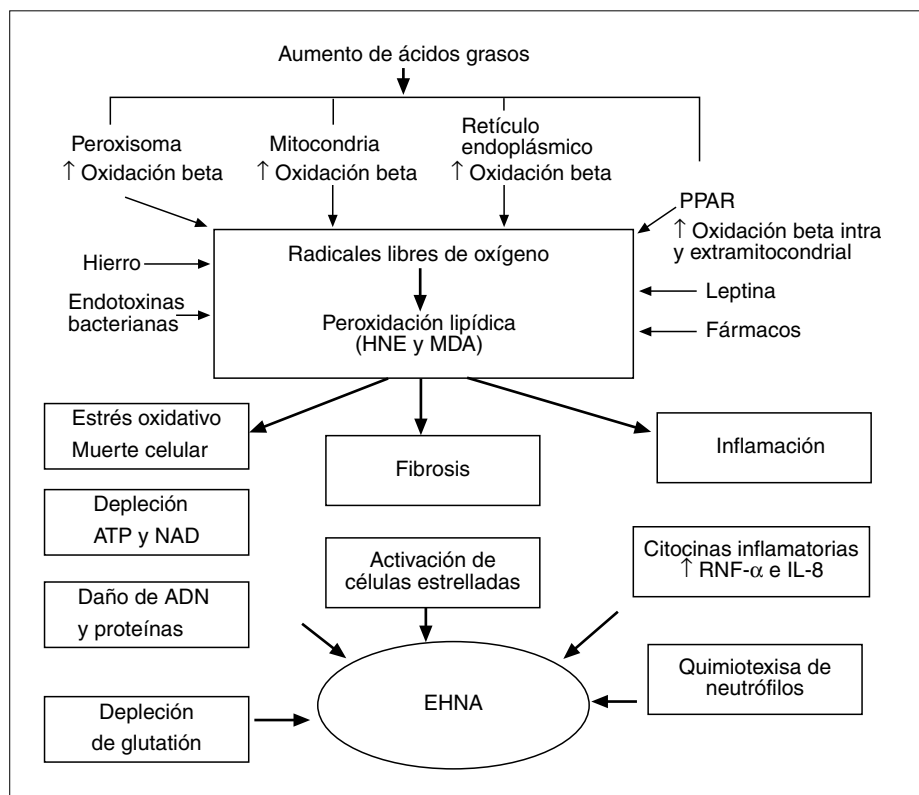 Aumento de ácidos grasos
Peroxisoma
↑ Oxidación beta
Mitocondria
↑ Oxidación beta
Retículo
endoplásmico
↑ Oxidación beta
PPAR
↑ Oxidación beta intra
y extramitocondrial
Hierro
Endotoxinas
bacterianas
Radicales libres de oxígeno
Peroxidación lipídica
(HNE y MDA)
Leptina
Fármacos
Estrés oxidativo
Muerte celular
Fibrosis
Inflamación
Depleción
ATP y NAD
Activación de
células estrelladas
Citocinas inflamatorias
↑ RNF-α e IL-8
Daño de ADN
y proteínas
EHNA
Quimiotexisa de
neutrófilos
Depleción
de glutatión